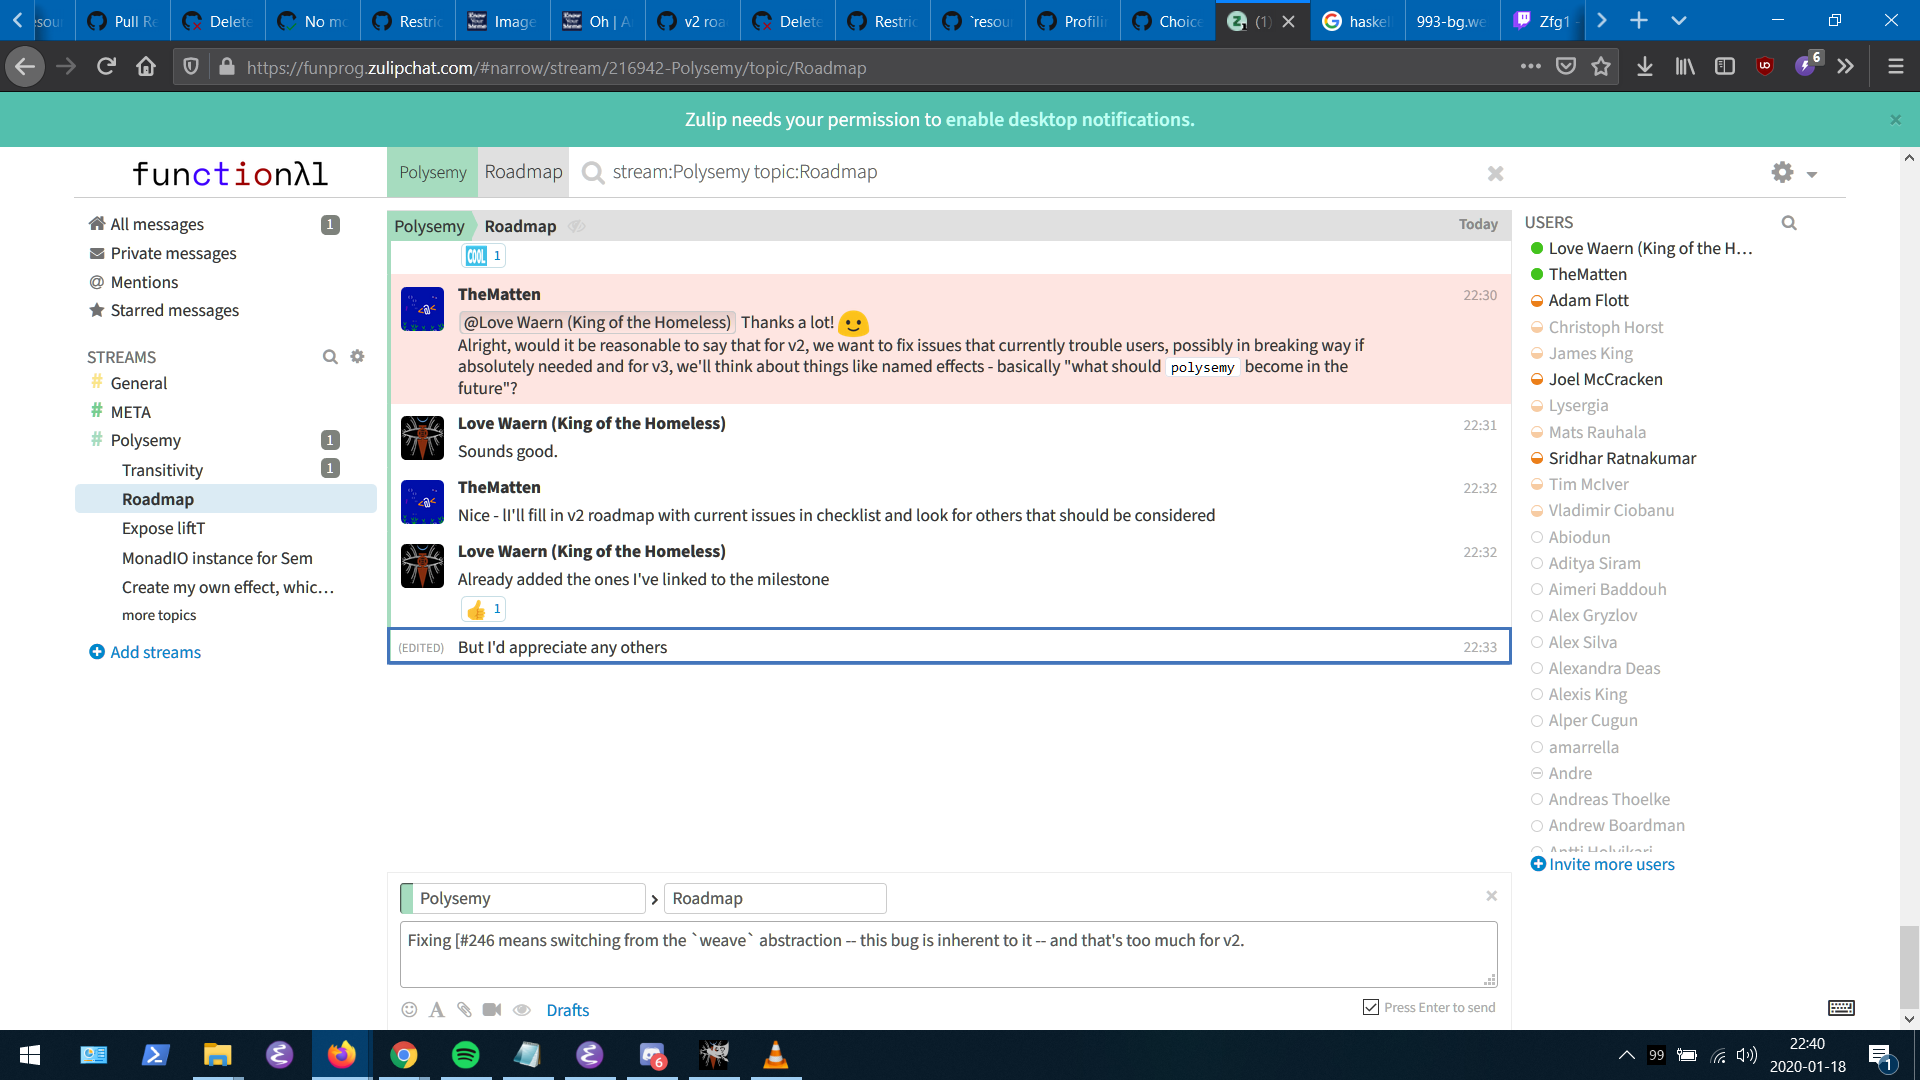 esour
Pull Re
Delete
No mo
Restric
Image
Oh | A
v2 roa
Delete
Restric
`resour
Profilin
Choice
(1)
haskell
993-bg.we
Zfg1 -
https://funprog.zulipchat.com/#narrow/stream/216942-Polysemy/topic/Roadmap
6
Zulip needs your permission to enable desktop notifications.
functionλl
Polysemy
Roadmap
stream:Polysemy topic:Roadmap
All messages 1
Private messages
Mentions
Starred messages
STREAMS
# General
# META
# Polysemy 1
Transitivity 1
Roadmap
Expose liftT
MonadIO instance for Sem
Create my own effect, whic…
more topics
Add streams
Polysemy Roadmap Today
COOL 1
TheMatten 22:30
@Love Waern (King of the Homeless) Thanks a lot!
Alright, would it be reasonable to say that for v2, we want to fix issues that currently trouble users, possibly in breaking way if
absolutely needed and for v3, we'll think about things like named effects - basically "what should polysemy become in the
future"?
Love Waern (King of the Homeless) 22:31
Sounds good.
TheMatten 22:32
Nice - lI'll fill in v2 roadmap with current issues in checklist and look for others that should be considered
Love Waern (King of the Homeless) 22:32
Already added the ones I've linked to the milestone
1
(EDITED) But I'd appreciate any others 22:33
Polysemy › Roadmap
Fixing [#246 means switching from the `weave` abstraction -- this bug is inherent to it -- and that's too much for v2.
Drafts
Press Enter to send
USERS
Love Waern (King of the H…
TheMatten
Adam Flott
Christoph Horst
James King
Joel McCracken
Lysergia
Mats Rauhala
Sridhar Ratnakumar
Tim McIver
Vladimir Ciobanu
Abiodun
Aditya Siram
Aimeri Baddouh
Alex Gryzlov
Alex Silva
Alexandra Deas
Alexis King
Alper Cugun
amarrella
Andre
Andreas Thoelke
Andrew Boardman
Invite more users
6
99
22:40
2020-01-18
1